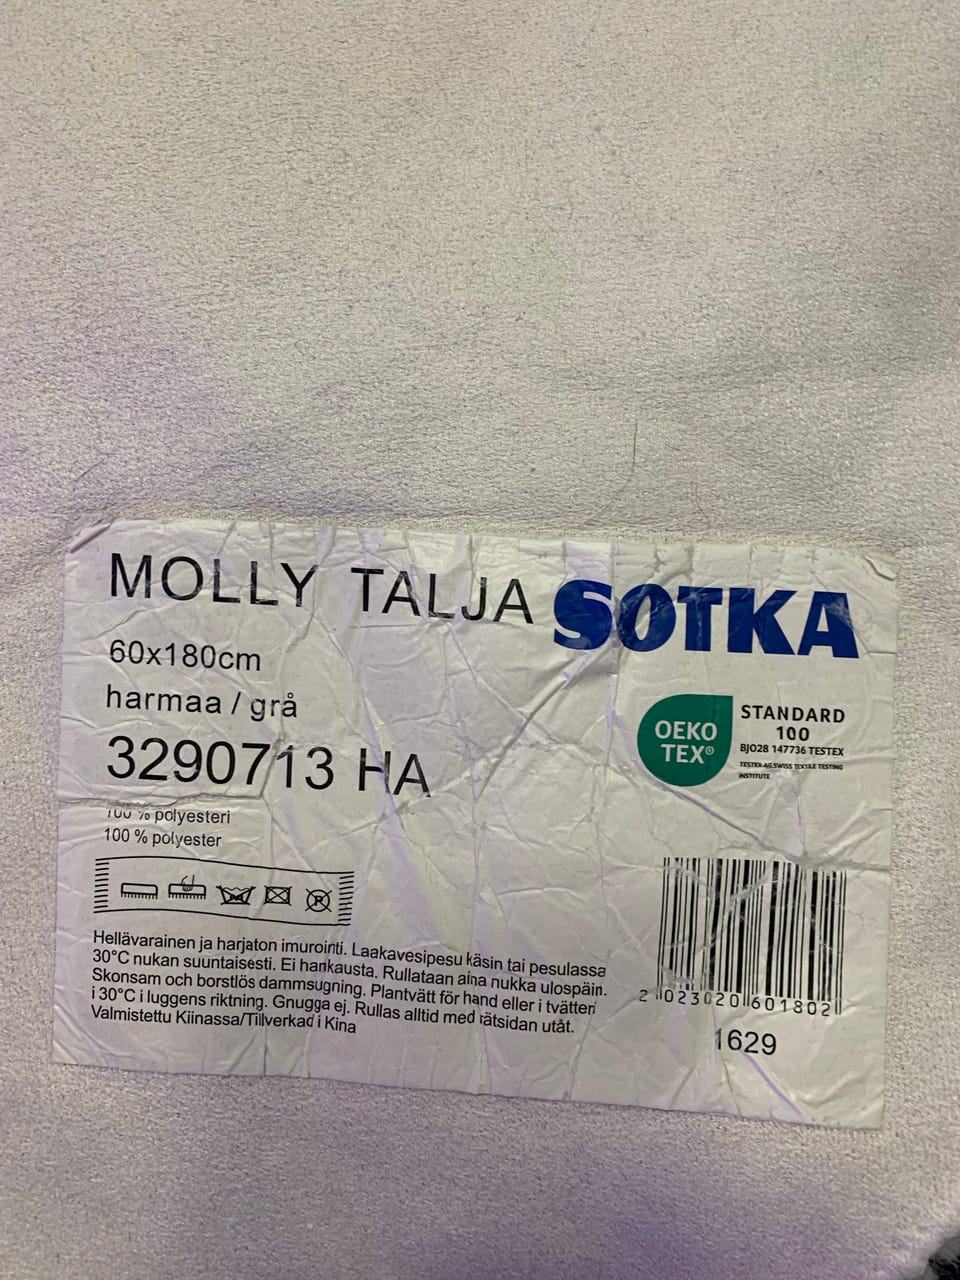 MOLLY TALJA
SOTKA
60x180cm
harmaa / grå
3290713 HA
OEKO
TEX®
STANDARD
100
BJ028 147736 TESTEX
TESTEX AG, SWISS TEXTILE TESTING
INSTITUTE
100 % polyesteri
100 % polyester
P
Hellävarainen ja harjaton imurointi. Laakavesipesu käsin tai pesulassa
30°C nukan suuntaisesti. Ei hankausta. Rullataan aina nukka ulospäin.
Skonsam och borstlös dammsugning. Plantvätt för hand eller i tvätteri
i 30°C i luggens riktning. Gnugga ej. Rullas alltid med rätsidan utåt.
Valmistettu Kiinassa/Tillverkad i Kina
2 023020 601802
1629